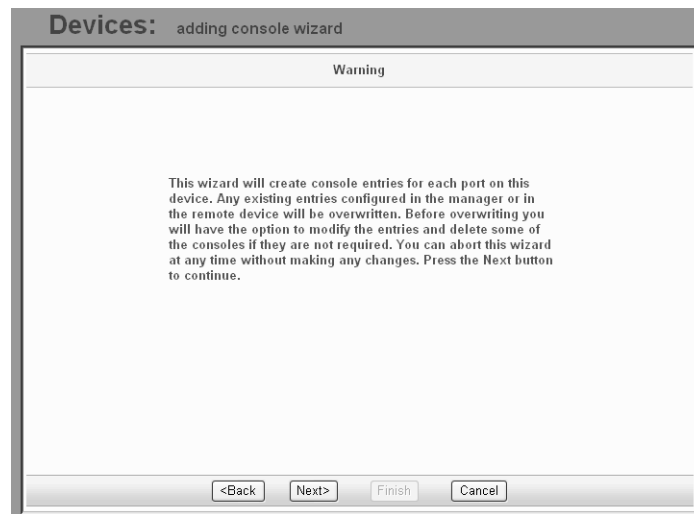 Devices: adding console wizard
Warning
This wizard will create console entries for each port on this
device. Any existing entries configured in the manager or in
the remote device will be overwritten. Before overwriting you
will have the option to modify the entries and delete some of
the consoles if they are not required. You can abort this wizard
at any time without making any changes. Press the Next button
to continue.
<Back Next> Finish Cancel